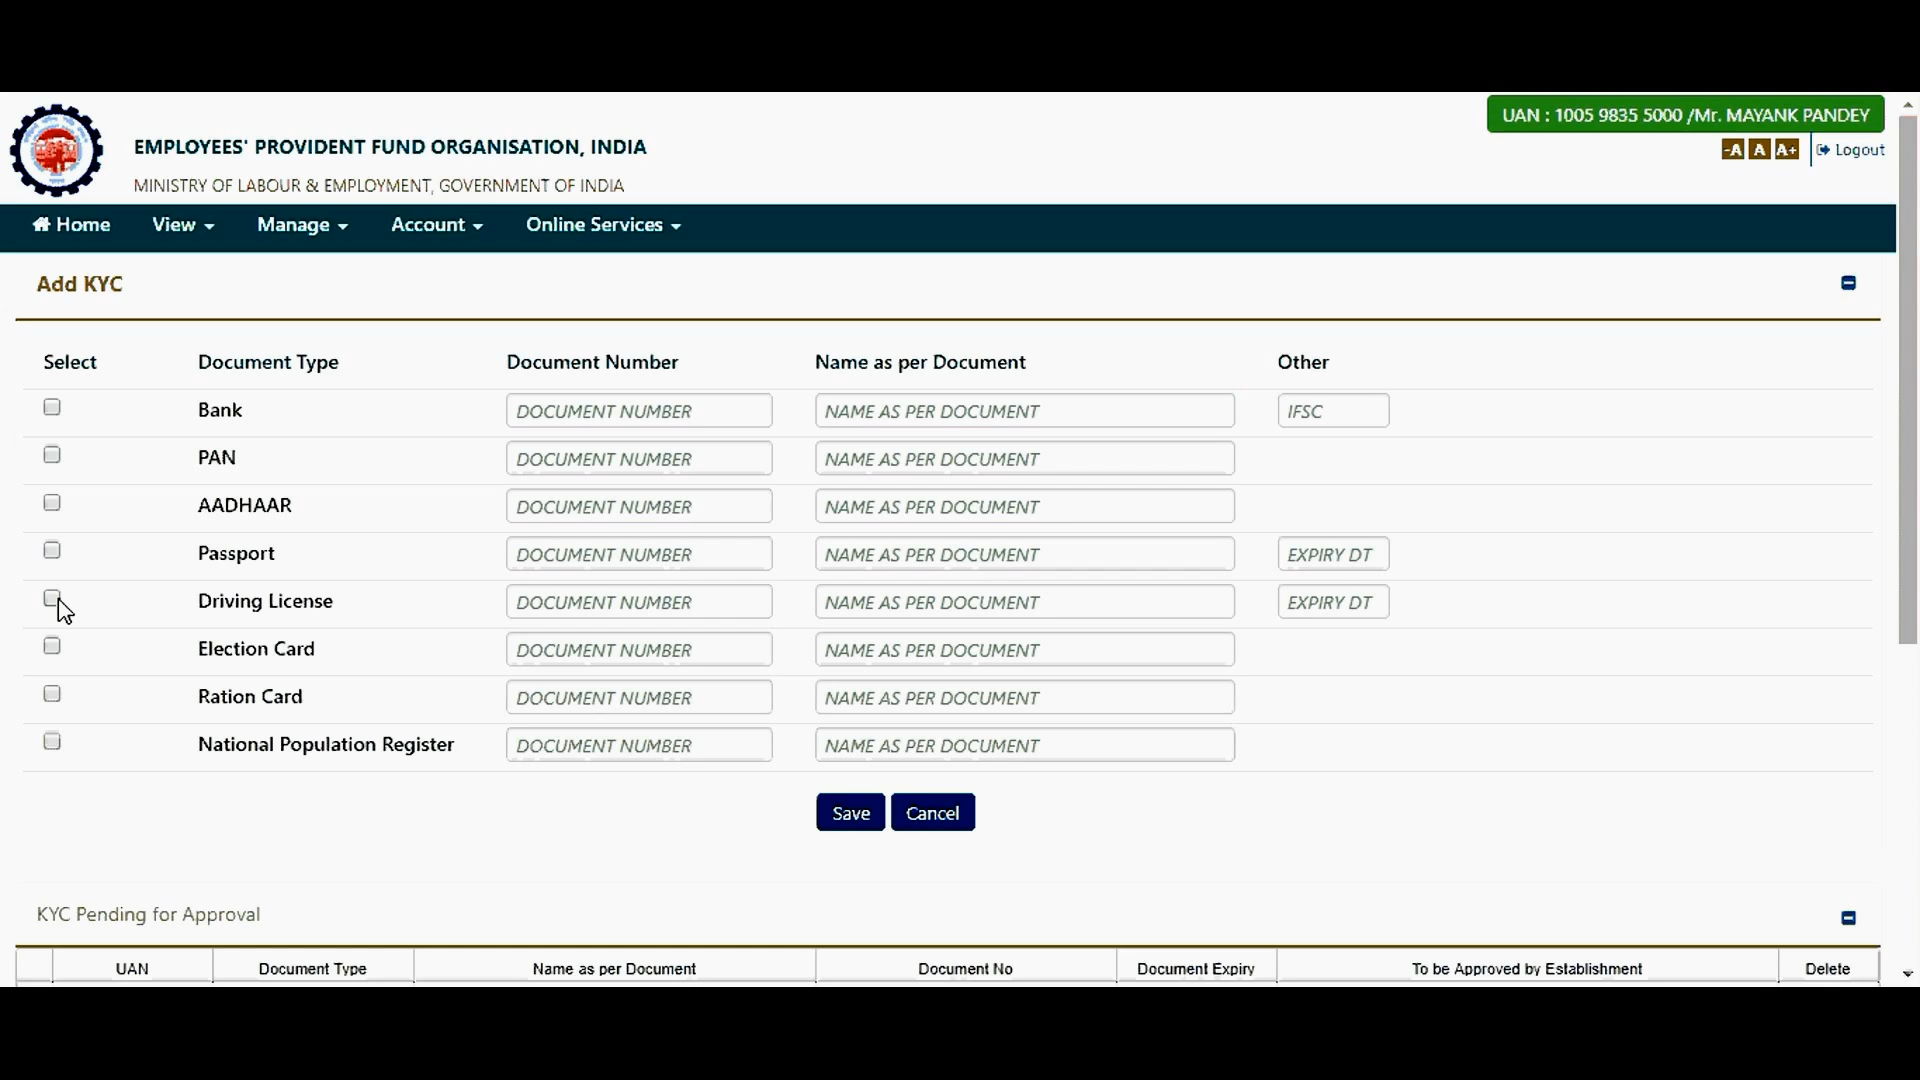 UAN : 1005 9835 5000 /Mr. MAYANK PANDEY
EMPLOYEES' PROVIDENT FUND ORGANISATION, INDIA
-A A A+ Logout
MINISTRY OF LABOUR & EMPLOYMENT, GOVERNMENT OF INDIA
Home View Manage Account Online Services
Add KYC
Select Document Type Document Number Name as per Document Other
Bank DOCUMENT NUMBER NAME AS PER DOCUMENT IFSC
PAN DOCUMENT NUMBER NAME AS PER DOCUMENT
AADHAAR DOCUMENT NUMBER NAME AS PER DOCUMENT
Passport DOCUMENT NUMBER NAME AS PER DOCUMENT EXPIRY DT
Driving License DOCUMENT NUMBER NAME AS PER DOCUMENT EXPIRY DT
Election Card DOCUMENT NUMBER NAME AS PER DOCUMENT
Ration Card DOCUMENT NUMBER NAME AS PER DOCUMENT
National Population Register DOCUMENT NUMBER NAME AS PER DOCUMENT
Save Cancel
KYC Pending for Approval
UAN Document Type Name as per Document Document No Document Expiry To be Approved by Establishment Delete